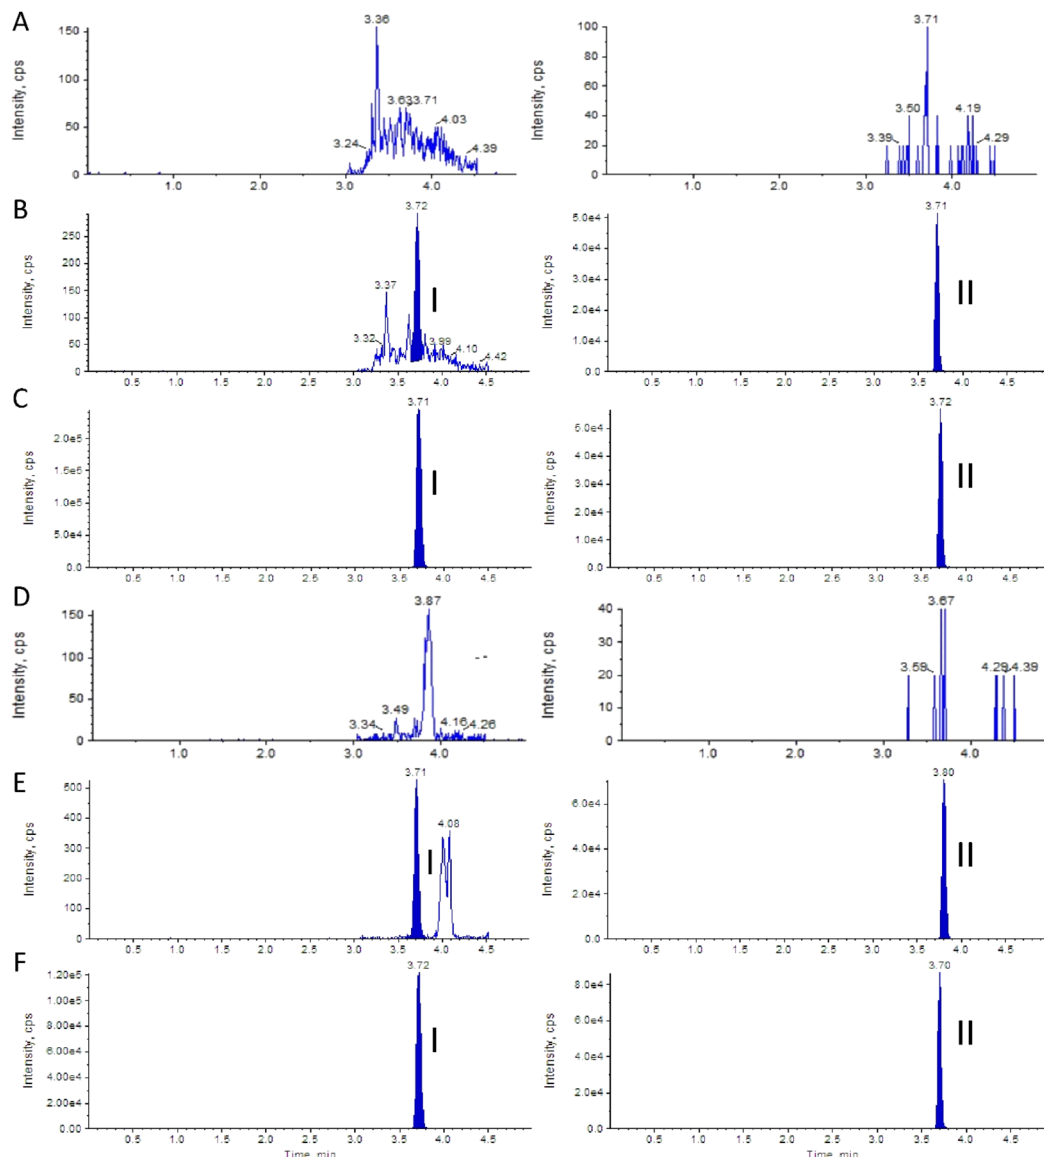 A
Intensity, cps
150
100
50
0
3.36
3.24
3.63
3.71
4.03
4.39
1.0 2.0 3.0 4.0
Intensity, cps
100
80
60
40
20
0
3.71
3.50
3.39
4.19
4.29
1.0 2.0 3.0 4.0
B
Intensity, cps
250
200
150
100
50
0
3.72
3.37
3.32
3.99
4.10
4.42
I
0.5 1.0 1.5 2.0 2.5 3.0 3.5 4.0 4.5
Intensity, cps
5.0e4
4.0e4
3.0e4
2.0e4
1.0e4
0.0
3.71
II
0.5 1.0 1.5 2.0 2.5 3.0 3.5 4.0 4.5
C
Intensity, cps
2.0e5
1.5e5
1.0e5
5.0e4
0.0
3.71
I
0.5 1.0 1.5 2.0 2.5 3.0 3.5 4.0 4.5
Intensity, cps
5.0e4
4.0e4
3.0e4
2.0e4
1.0e4
0.0
3.72
II
0.5 1.0 1.5 2.0 2.5 3.0 3.5 4.0 4.5
D
Intensity, cps
150
100
50
0
3.87
3.34
3.49
4.16
4.26
1.0 2.0 3.0 4.0
Intensity, cps
40
30
20
10
0
3.67
3.59
4.29
4.39
1.0 2.0 3.0 4.0
E
Intensity, cps
500
400
300
200
100
0
3.71
4.08
I
0.5 1.0 1.5 2.0 2.5 3.0 3.5 4.0 4.5
Intensity, cps
6.0e4
4.0e4
2.0e4
0.0
3.80
II
0.5 1.0 1.5 2.0 2.5 3.0 3.5 4.0 4.5
F
Intensity, cps
1.20e5
1.00e5
8.00e4
6.00e4
4.00e4
2.00e4
0.00
3.72
I
0.5 1.0 1.5 2.0 2.5 3.0 3.5 4.0 4.5
Time, min
Intensity, cps
8.0e4
6.0e4
4.0e4
2.0e4
0.0
3.70
II
0.5 1.0 1.5 2.0 2.5 3.0 3.5 4.0 4.5
Time, min